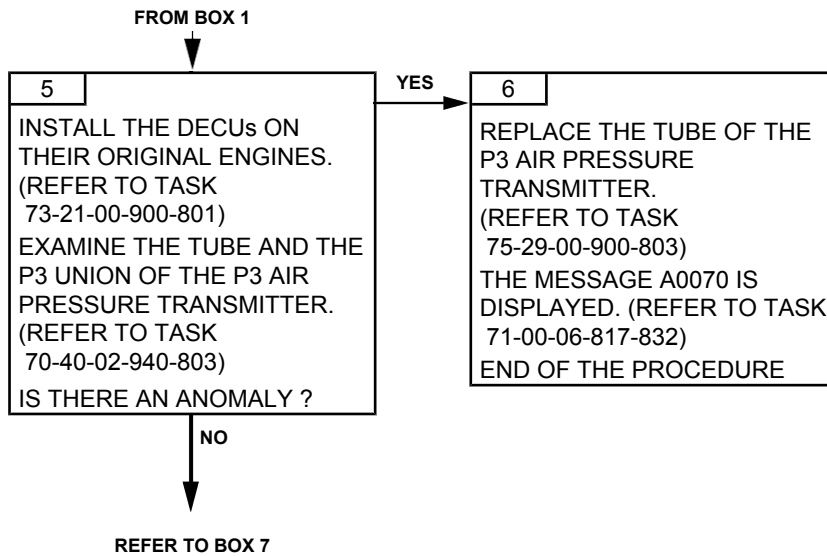 FROM BOX 1
5
INSTALL THE DECUs ON
THEIR ORIGINAL ENGINES.
(REFER TO TASK
73-21-00-900-801)
EXAMINE THE TUBE AND THE
P3 UNION OF THE P3 AIR
PRESSURE TRANSMITTER.
(REFER TO TASK
70-40-02-940-803)
IS THERE AN ANOMALY ?
YES
6
REPLACE THE TUBE OF THE
P3 AIR PRESSURE
TRANSMITTER.
(REFER TO TASK
75-29-00-900-803)
THE MESSAGE A0070 IS
DISPLAYED. (REFER TO TASK
71-00-06-817-832)
END OF THE PROCEDURE
NO
REFER TO BOX 7